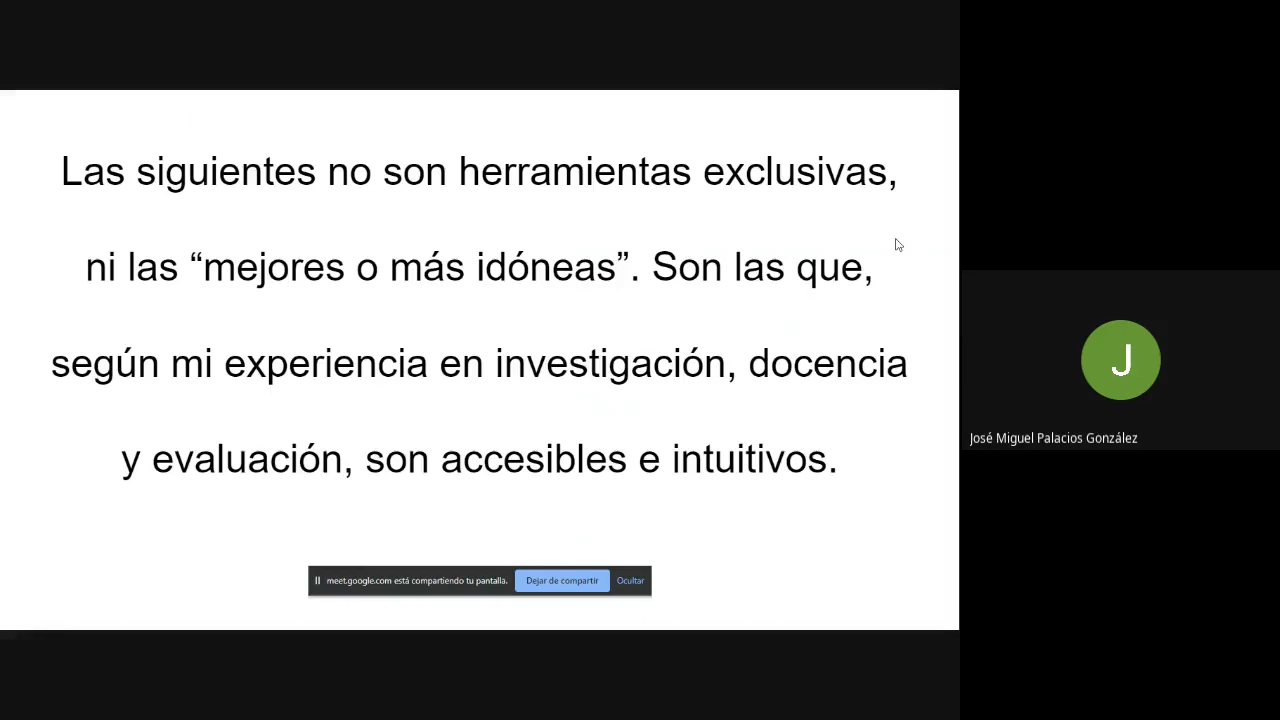 Las siguientes no son herramientas exclusivas,
ni las “mejores o más idóneas”. Son las que,
según mi experiencia en investigación, docencia
y evaluación, son accesibles e intuitivos.
meet.google.com está compartiendo tu pantalla. Dejar de compartir Ocultar
J
José Miguel Palacios González